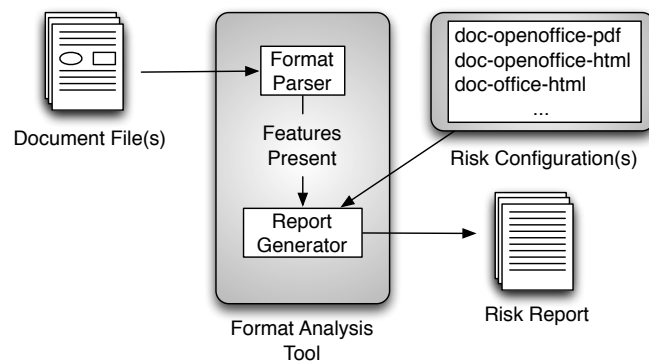 Document File(s)
Format
Parser
Features
Present
Report
Generator
Format Analysis
Tool
doc-openoffice-pdf
doc-openoffice-html
doc-office-html
...
Risk Configuration(s)
Risk Report